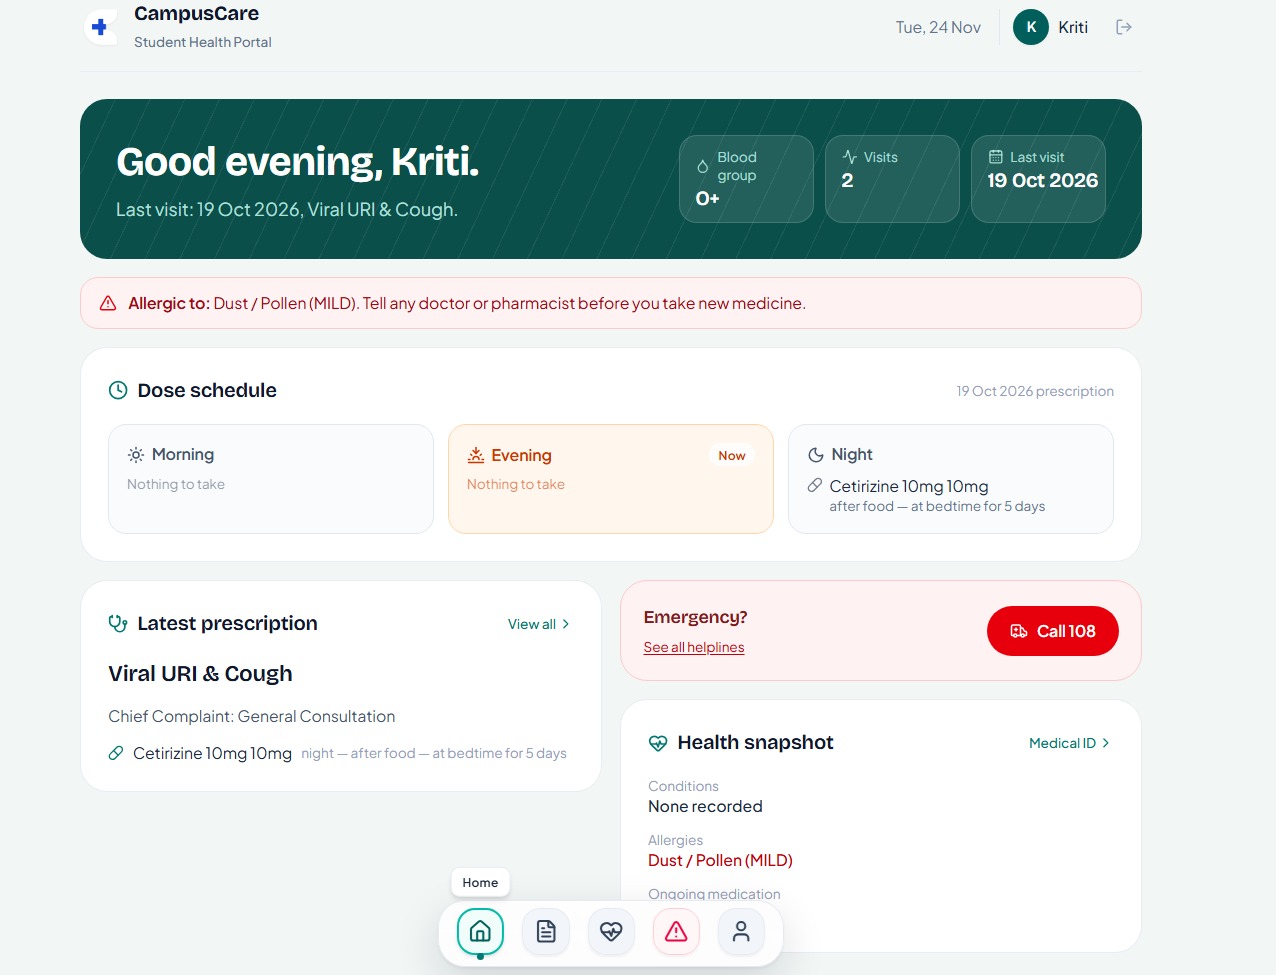 CampusCare
Student Health Portal
Tue, 24 Nov
K
Kriti
Good evening, Kriti.
Last visit: 19 Oct 2026, Viral URI & Cough.
Blood group
O+
Visits
2
Last visit
19 Oct 2026
Allergic to: Dust / Pollen (MILD). Tell any doctor or pharmacist before you take new medicine.
Dose schedule
19 Oct 2026 prescription
Morning
Nothing to take
Evening
Now
Nothing to take
Night
Cetirizine 10mg 10mg
after food — at bedtime for 5 days
Latest prescription
View all
Viral URI & Cough
Chief Complaint: General Consultation
Cetirizine 10mg 10mg night — after food — at bedtime for 5 days
Emergency?
See all helplines
Call 108
Health snapshot
Medical ID
Conditions
None recorded
Allergies
Dust / Pollen (MILD)
Ongoing medication
Home